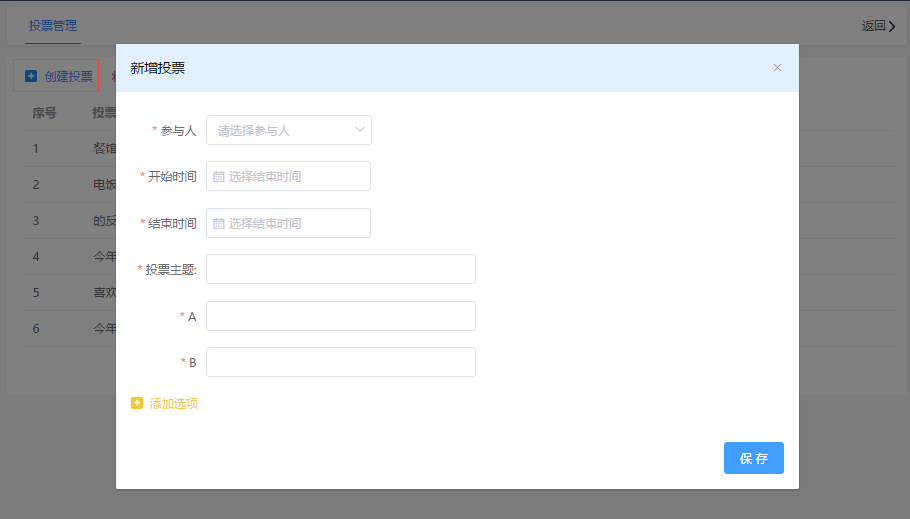 投票管理
返回
创建投票
新增投票
序号 投票
* 参与人 请选择参与人
1 餐馆
* 开始时间 选择结束时间
2 电饭
* 结束时间 选择结束时间
3 的反
4 今年
* 投票主题:
5 喜欢
* A
6 今年
* B
添加选项
保存